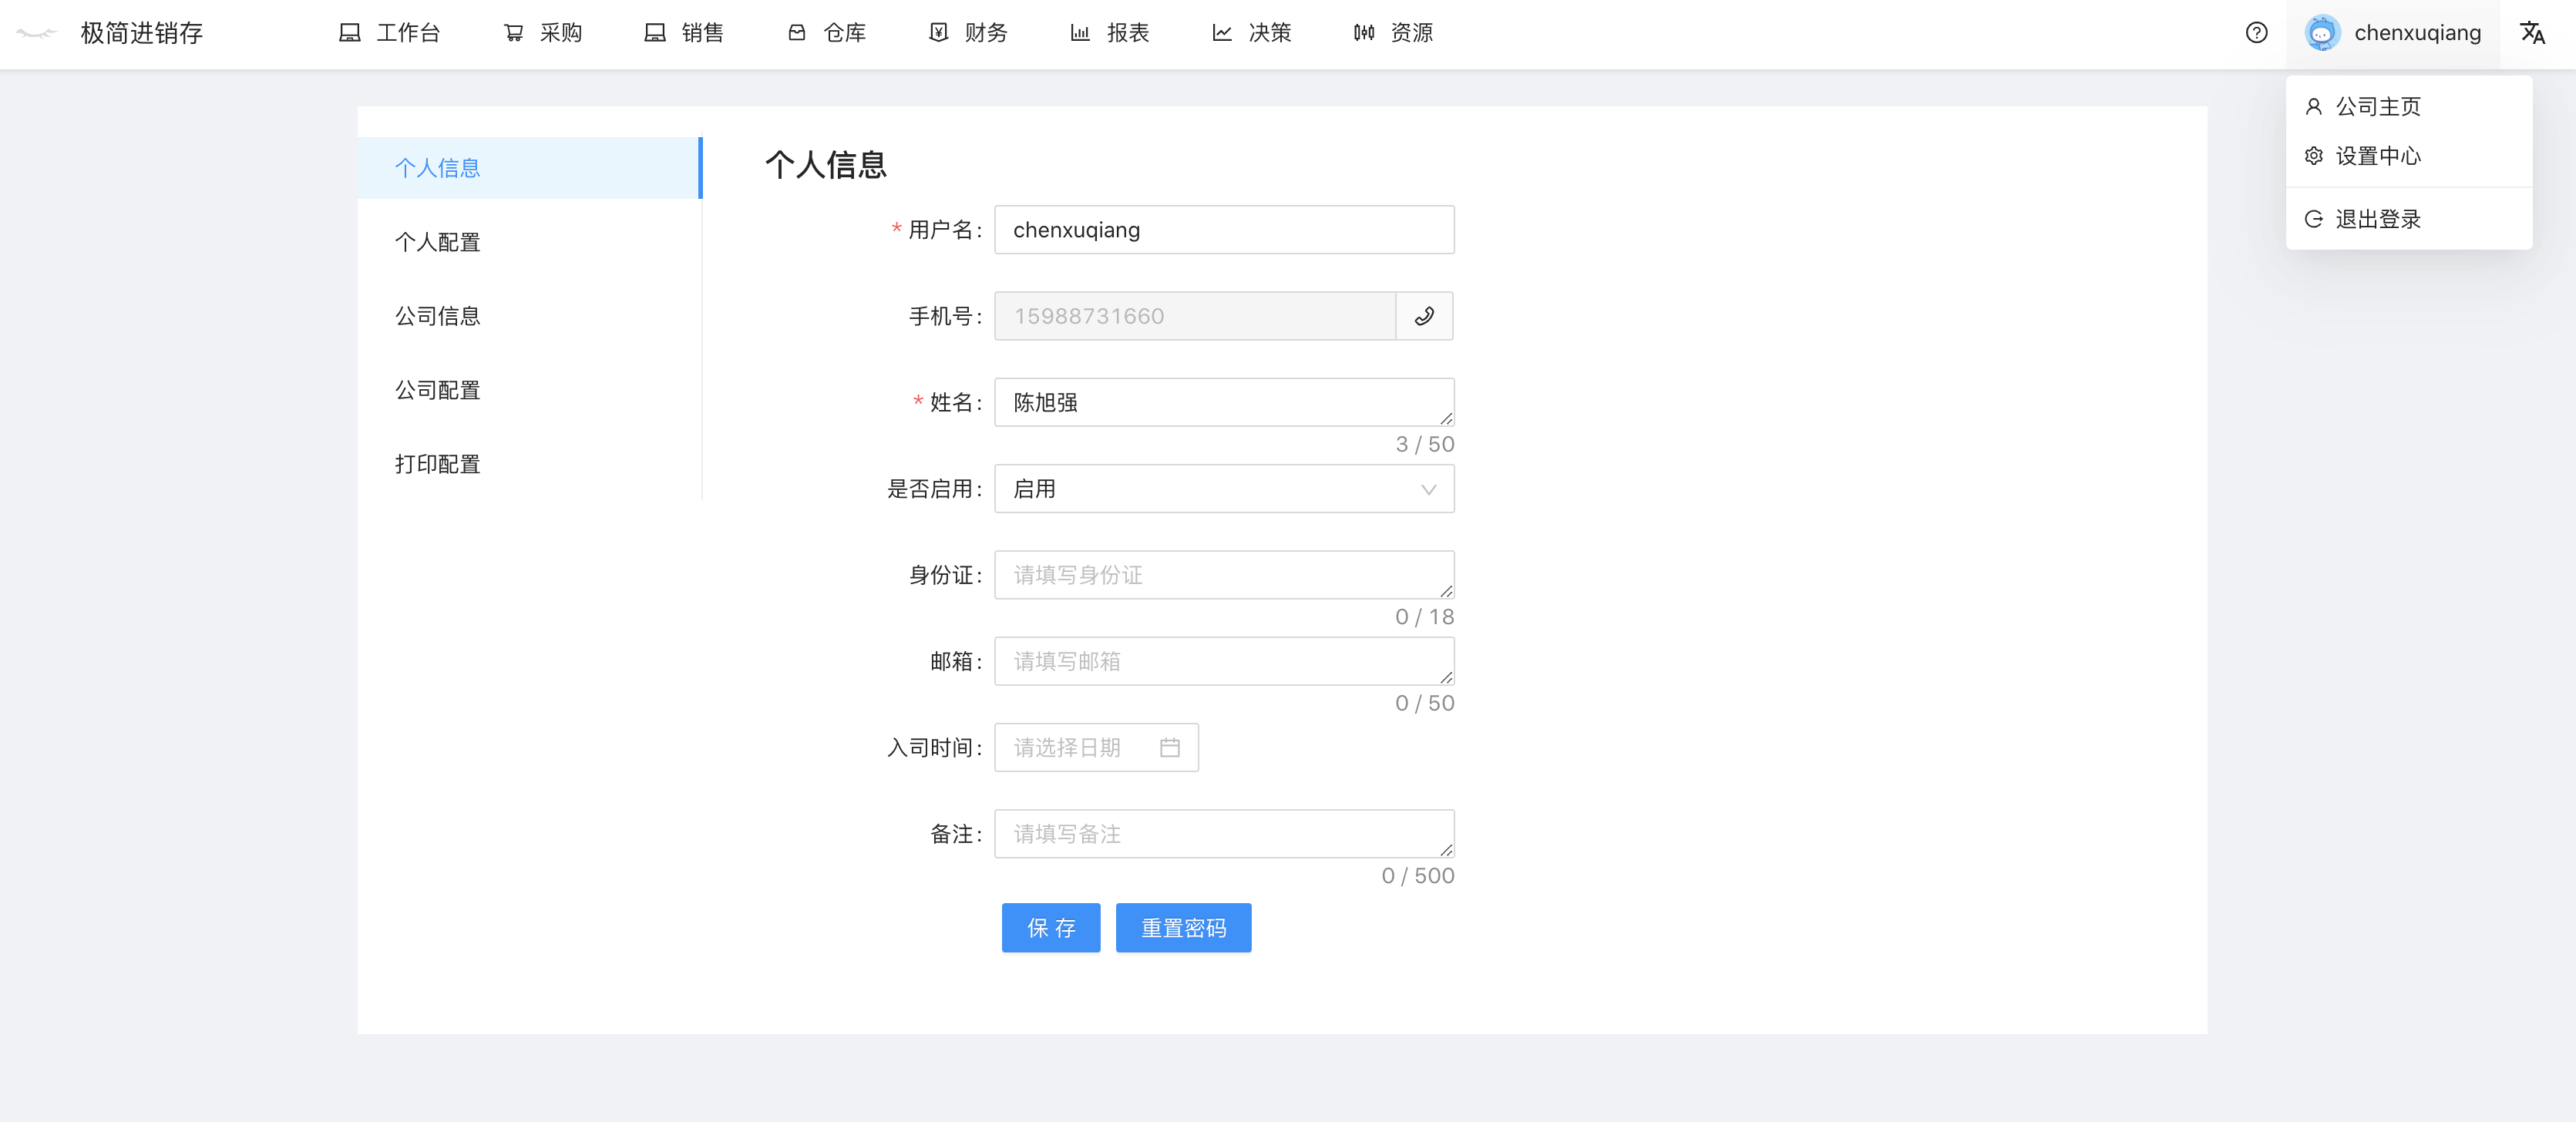 极简进销存
工作台
采购
销售
仓库
财务
报表
决策
资源
chenxuqiang
公司主页
设置中心
退出登录
个人信息
个人配置
公司信息
公司配置
打印配置
个人信息
* 用户名: chenxuqiang
手机号: 15988731660
* 姓名: 陈旭强
3 / 50
是否启用: 启用
身份证: 请填写身份证
0 / 18
邮箱: 请填写邮箱
0 / 50
入司时间: 请选择日期
备注: 请填写备注
0 / 500
保 存
重置密码